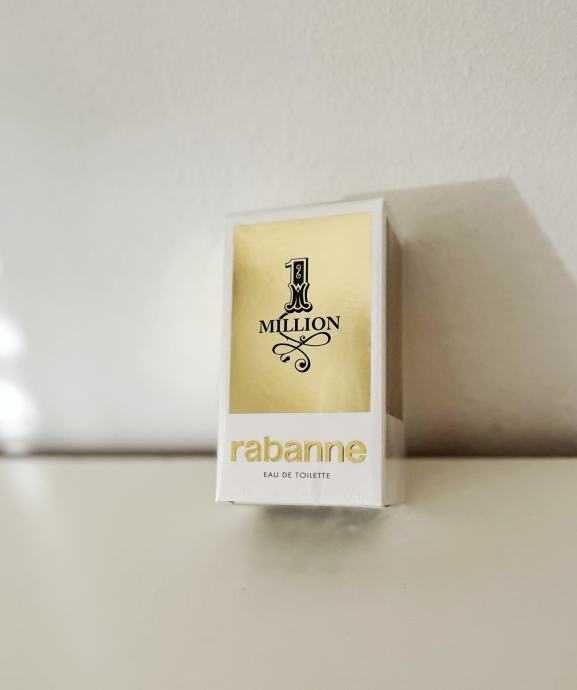 1
MILLION
rabanne
EAU DE TOILETTE